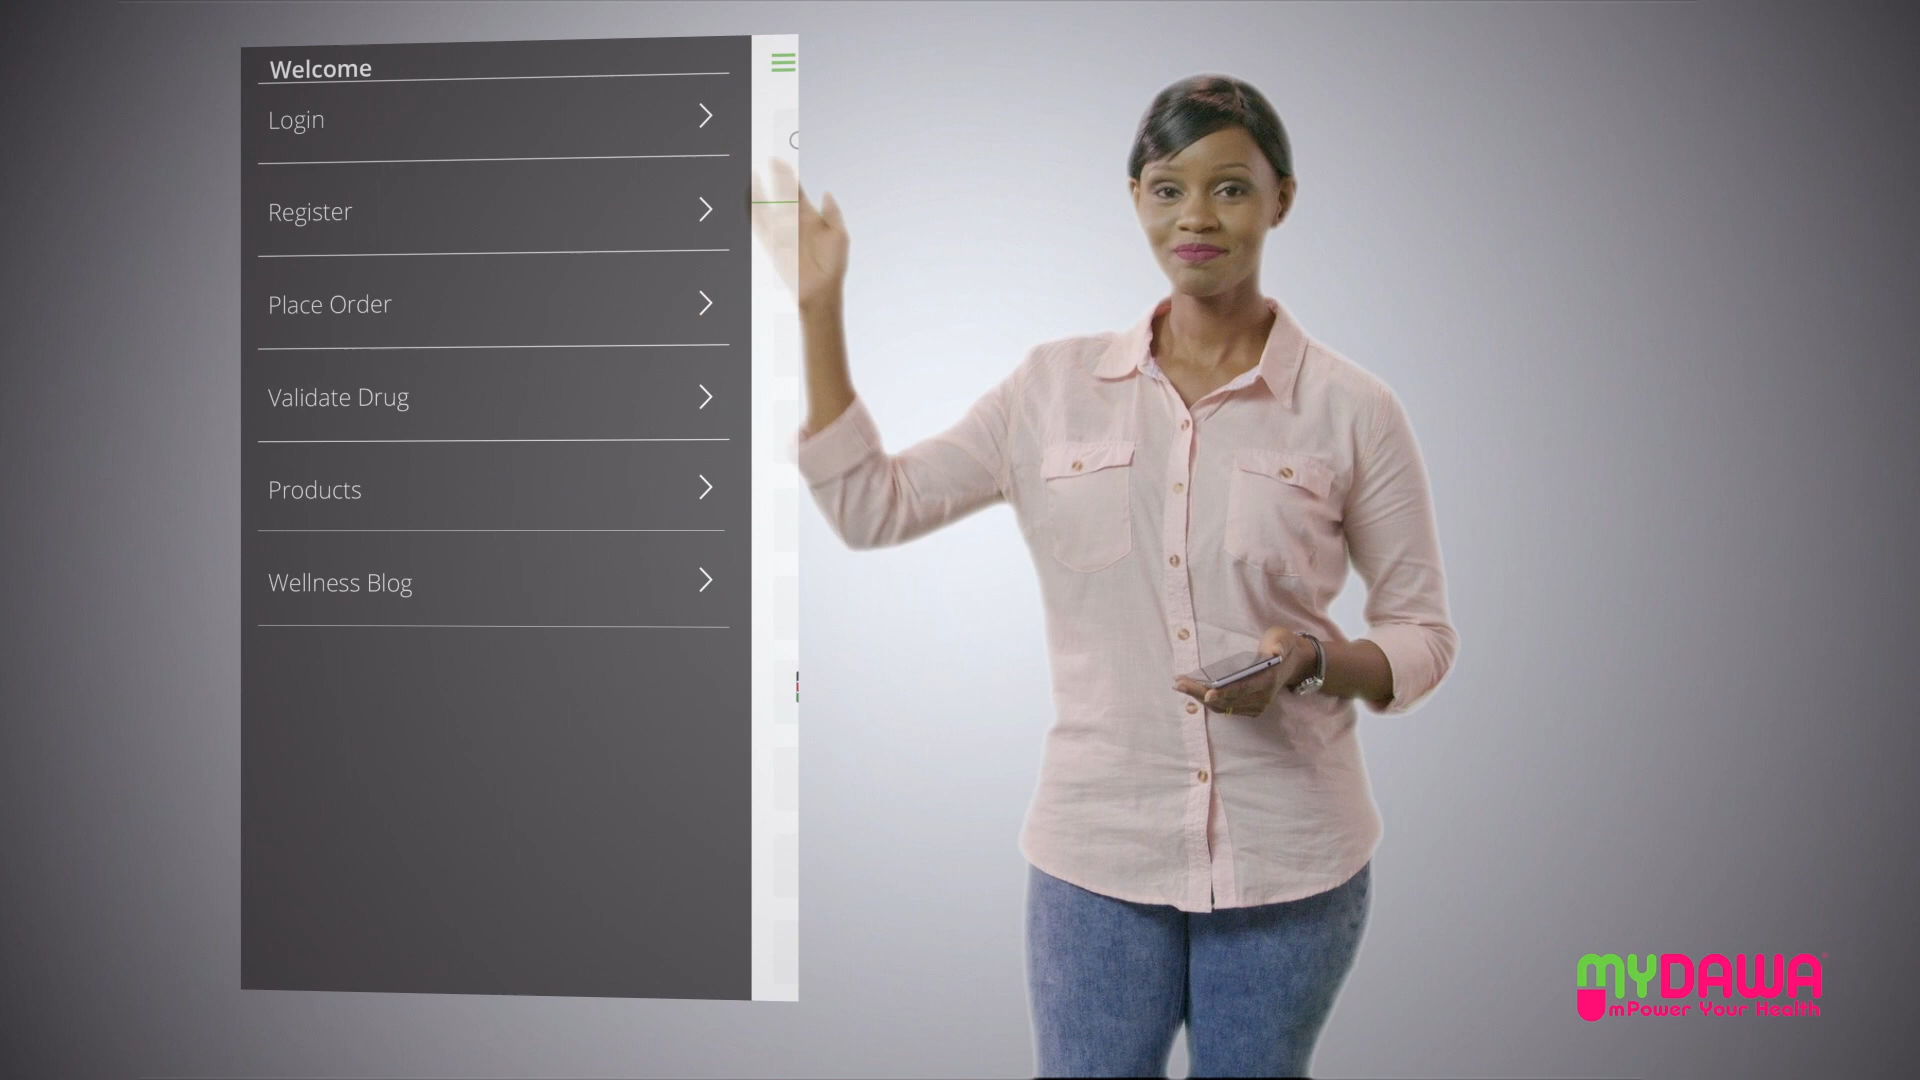 Welcome
Login
Register
Place Order
Validate Drug
Products
Wellness Blog
MYDAWA
mPower Your Health